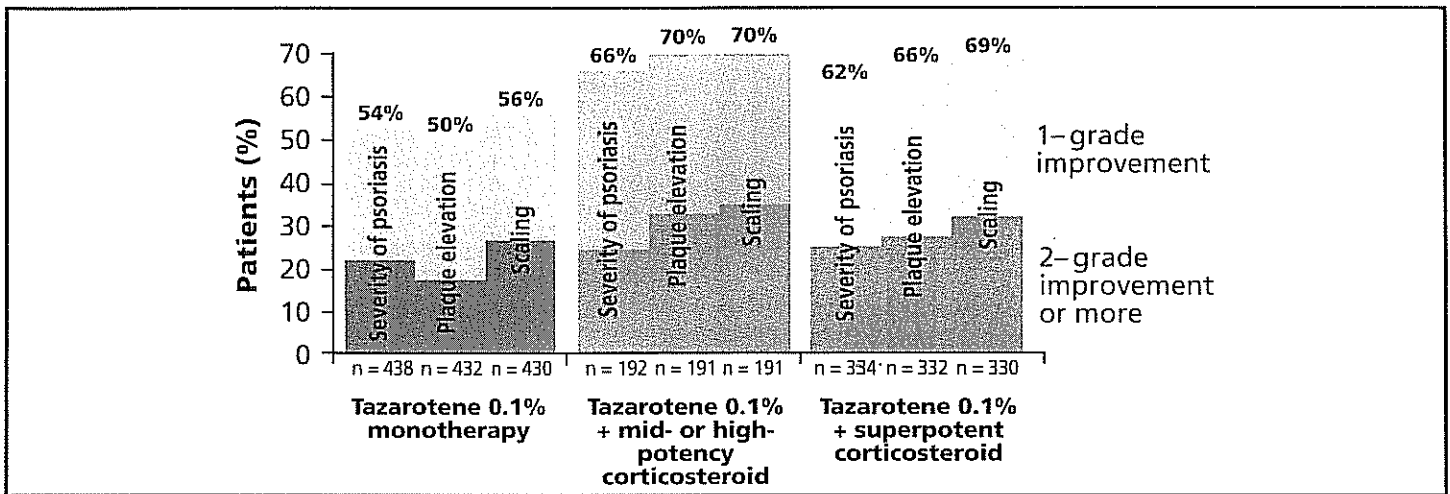 Patients (%)
70
60
50
40
30
20
10
0
54%
50%
56%
66%
70%
70%
62%
66%
69%
Severity of psoriasis
Plaque elevation
Scaling
Severity of psoriasis
Plaque elevation
Scaling
Severity of psoriasis
Plaque elevation
Scaling
1–grade
improvement
2–grade
improvement
or more
n = 438 n = 432 n = 430
n = 192 n = 191 n = 191
n = 334 n = 332 n = 330
Tazarotene 0.1%
monotherapy
Tazarotene 0.1%
+ mid- or high-
potency
corticosteroid
Tazarotene 0.1%
+ superpotent
corticosteroid